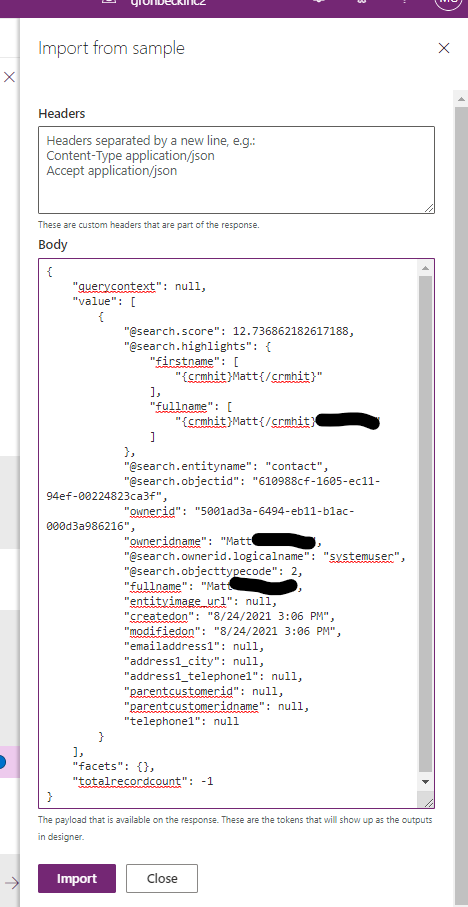 Import from sample
Headers
Headers separated by a new line, e.g.:
Content-Type application/json
Accept application/json
These are custom headers that are part of the response.
Body
{
"querycontext": null,
"value": [
{
"@search.score": 12.736862182617188,
"@search.highlights": {
"firstname": [
"{crmhit}Matt{/crmhit}"
],
"fullname": [
"{crmhit}Matt{/crmhit}
]
},
"@search.entityname": "contact",
"@search.objectid": "610988cf-1605-ec11-
94ef-00224823ca3f",
"ownerid": "5001ad3a-6494-eb11-b1ac-
000d3a986216",
"owneridname": "Matt
"@search.ownerid.logicalname": "systemuser",
"@search.objecttypecode": 2,
"fullname": "Matt
"entityimage_url": null,
"createdon": "8/24/2021 3:06 PM",
"modifiedon": "8/24/2021 3:06 PM",
"emailaddress1": null,
"address1_city": null,
"address1_telephone1": null,
"parentcustomerid": null,
"parentcustomeridname": null,
"telephone1": null
}
],
"facets": {},
"totalrecordcount": -1
}
The payload that is available on the response. These are the tokens that will show up as the outputs
in designer.
Import
Close